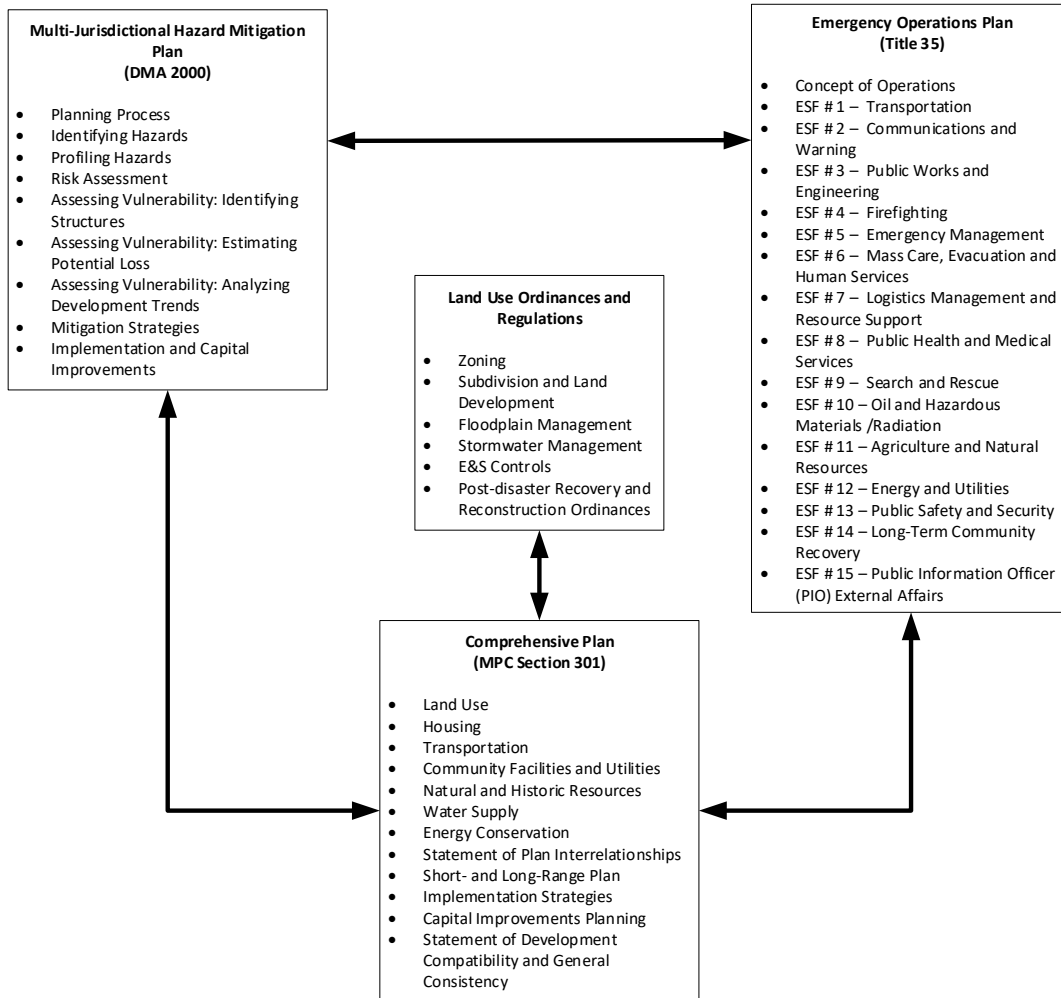 Multi-Jurisdictional Hazard Mitigation
Plan
(DMA 2000)
• Planning Process
• Identifying Hazards
• Profiling Hazards
• Risk Assessment
• Assessing Vulnerability: Identifying
Structures
• Assessing Vulnerability: Estimating
Potential Loss
• Assessing Vulnerability: Analyzing
Development Trends
• Mitigation Strategies
• Implementation and Capital
Improvements
Emergency Operations Plan
(Title 35)
• Concept of Operations
• ESF # 1 – Transportation
• ESF # 2 – Communications and
Warning
• ESF # 3 – Public Works and
Engineering
• ESF # 4 – Firefighting
• ESF # 5 – Emergency Management
• ESF # 6 – Mass Care, Evacuation and
Human Services
• ESF # 7 – Logistics Management and
Resource Support
• ESF # 8 – Public Health and Medical
Services
• ESF # 9 – Search and Rescue
• ESF # 10 – Oil and Hazardous
Materials /Radiation
• ESF # 11 – Agriculture and Natural
Resources
• ESF # 12 – Energy and Utilities
• ESF # 13 – Public Safety and Security
• ESF # 14 – Long-Term Community
Recovery
• ESF # 15 – Public Information Officer
(PIO) External Affairs
Land Use Ordinances and
Regulations
• Zoning
• Subdivision and Land
Development
• Floodplain Management
• Stormwater Management
• E&S Controls
• Post-disaster Recovery and
Reconstruction Ordinances
Comprehensive Plan
(MPC Section 301)
• Land Use
• Housing
• Transportation
• Community Facilities and Utilities
• Natural and Historic Resources
• Water Supply
• Energy Conservation
• Statement of Plan Interrelationships
• Short- and Long-Range Plan
• Implementation Strategies
• Capital Improvements Planning
• Statement of Development
Compatibility and General
Consistency